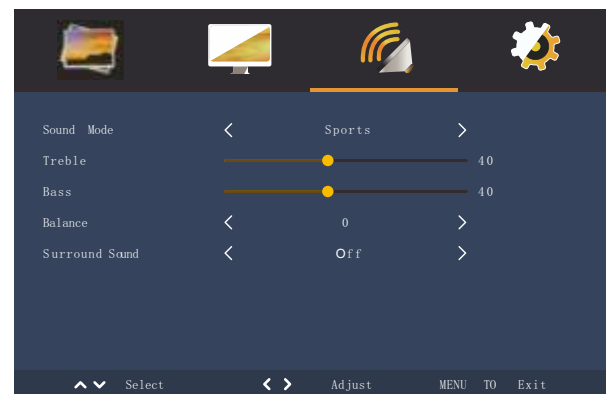 Sound Mode Sports
Treble 40
Bass 40
Balance 0
Surround Sound Off
Select Adjust MENU TO Exit